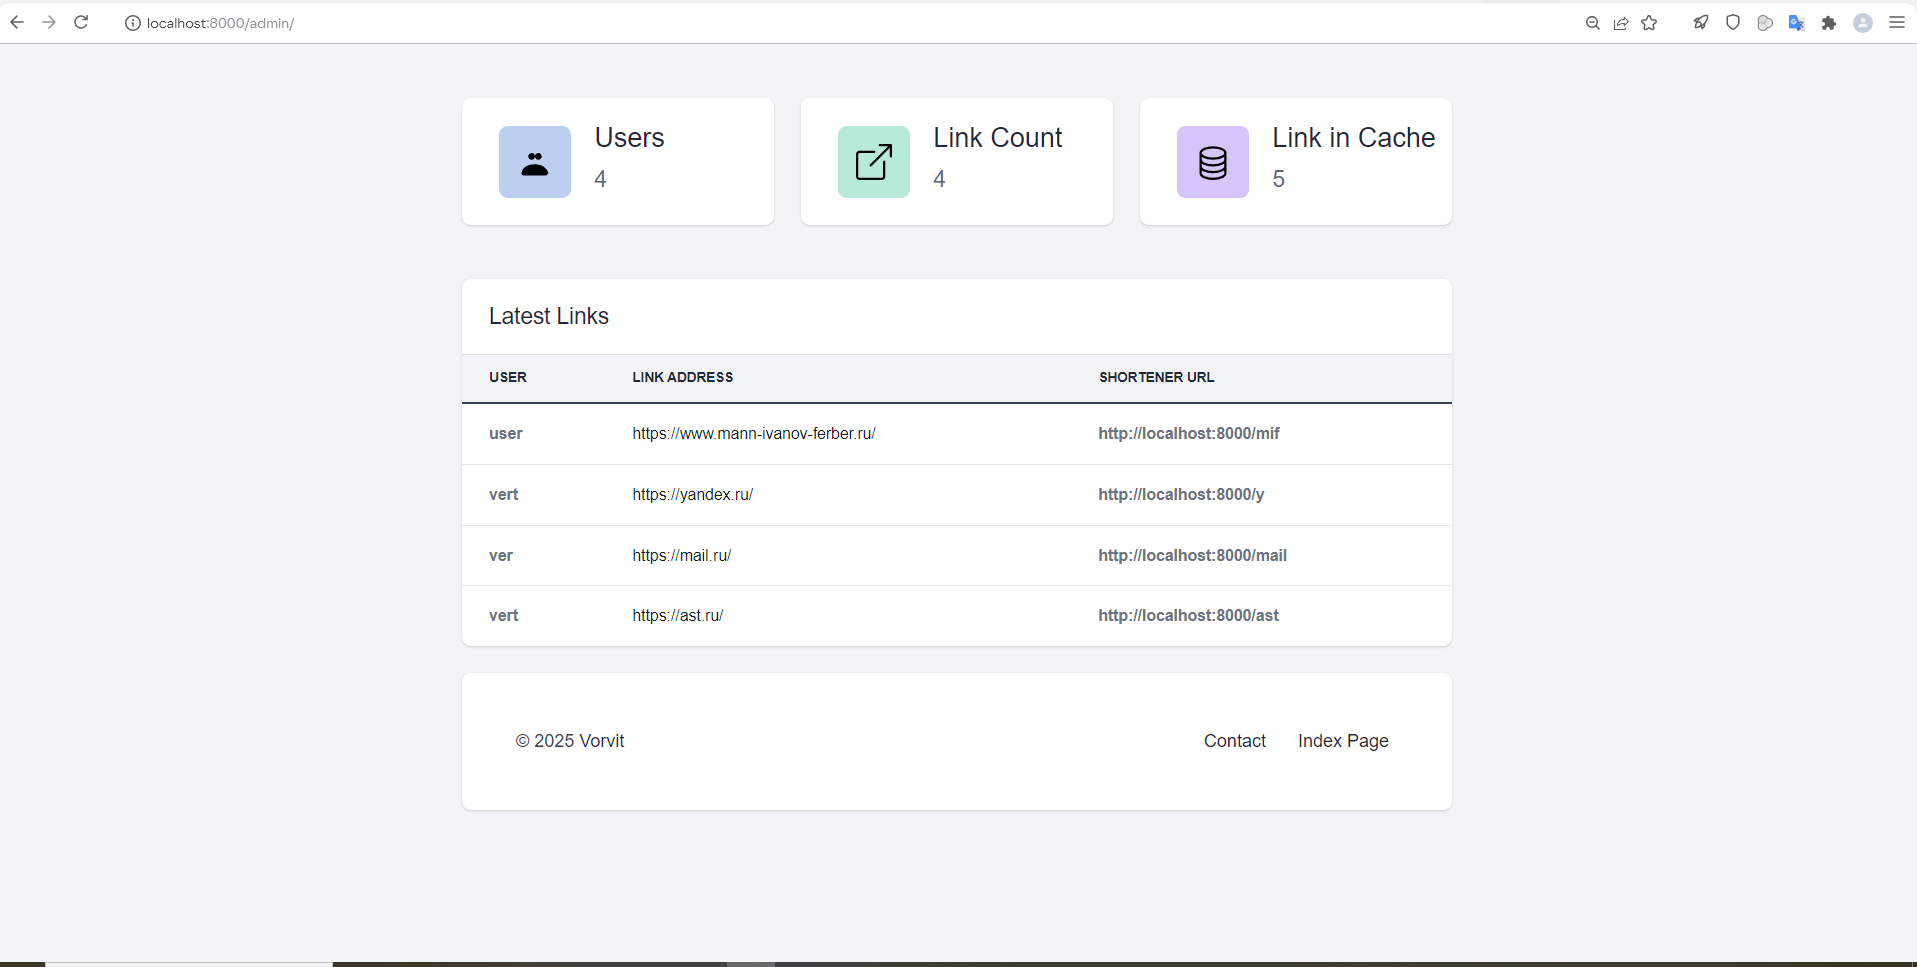 localhost:8000/admin/
Users
4
Link Count
4
Link in Cache
5
Latest Links
USER LINK ADDRESS SHORTENER URL
user https://www.mann-ivanov-ferber.ru/ http://localhost:8000/mif
vert https://yandex.ru/ http://localhost:8000/y
ver https://mail.ru/ http://localhost:8000/mail
vert https://ast.ru/ http://localhost:8000/ast
© 2025 Vorvit Contact Index Page